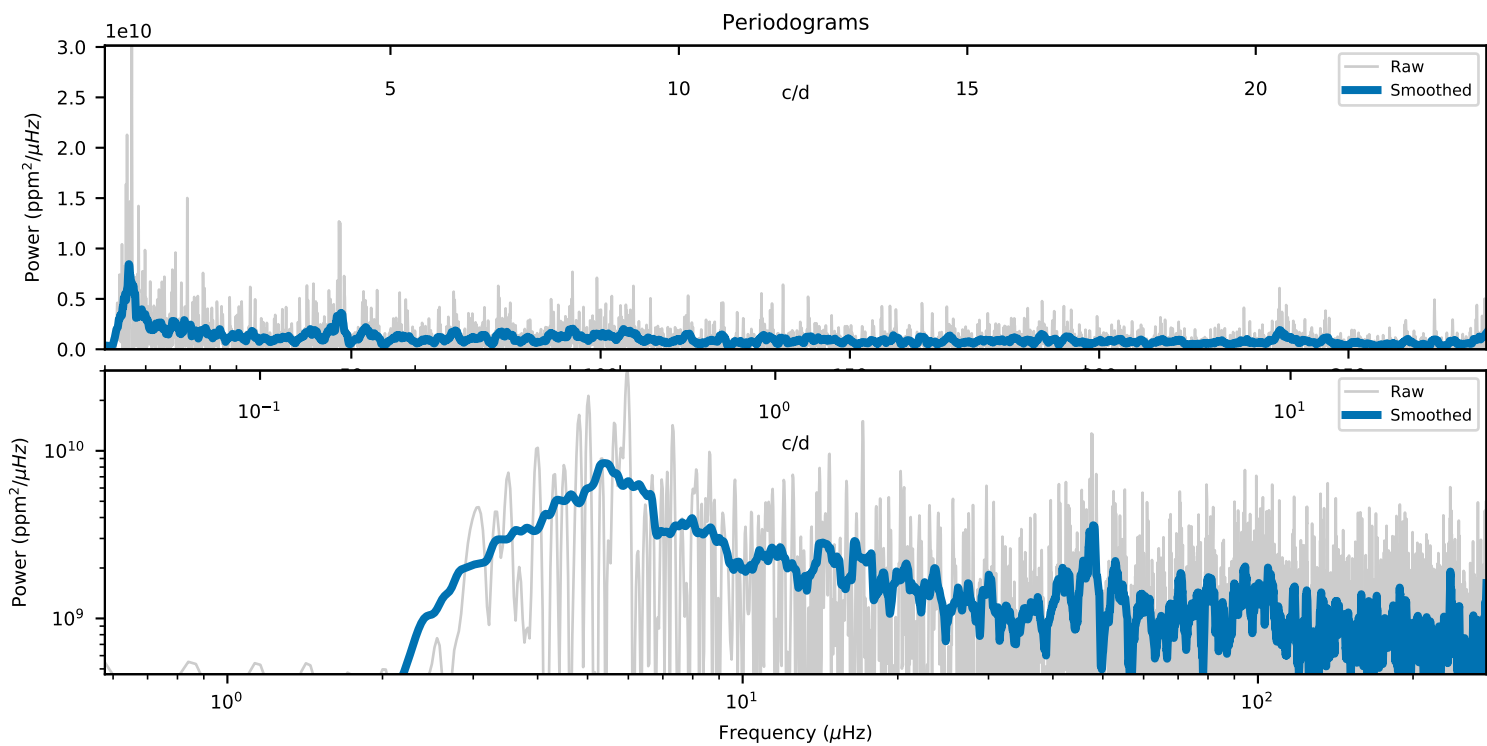 Periodograms
1e10
3.0
2.5
2.0
1.5
1.0
0.5
0.0
Power (ppm²/μHz)
5
10
15
20
c/d
Raw
Smoothed
10⁻¹
10⁰
10¹
c/d
Raw
Smoothed
10¹⁰
10⁹
Power (ppm²/μHz)
10⁰
10¹
10²
Frequency (μHz)